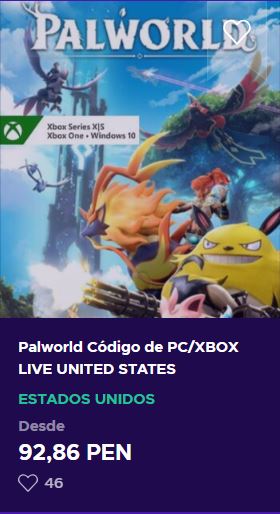 PALWORLD
Xbox Series X|S
Xbox One • Windows 10
Palworld Código de PC/XBOX
LIVE UNITED STATES
ESTADOS UNIDOS
Desde
92,86 PEN
46